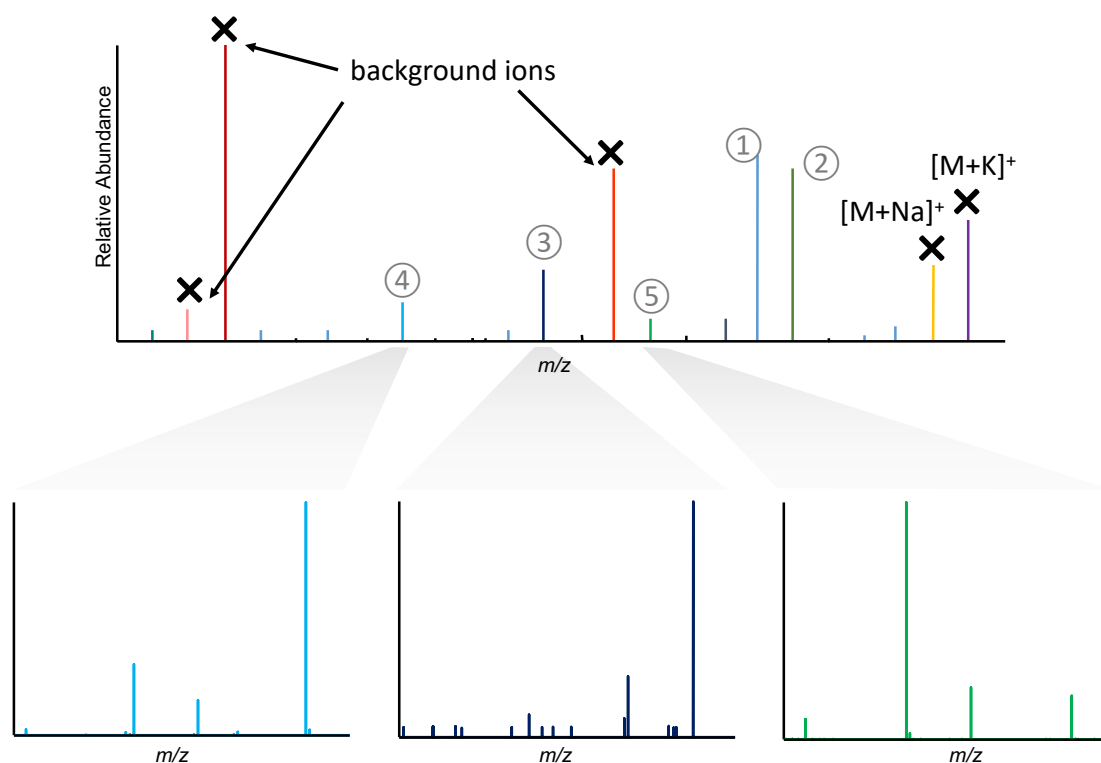 background ions
Relative Abundance
①
②
③
④
⑤
[M+Na]⁺
[M+K]⁺
m/z
m/z
m/z
m/z